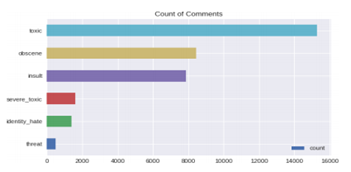 Count of Comments
toxic
obscene
insult
severe_toxic
identity_hate
threat
count
0 2000 4000 6000 8000 10000 12000 14000 16000